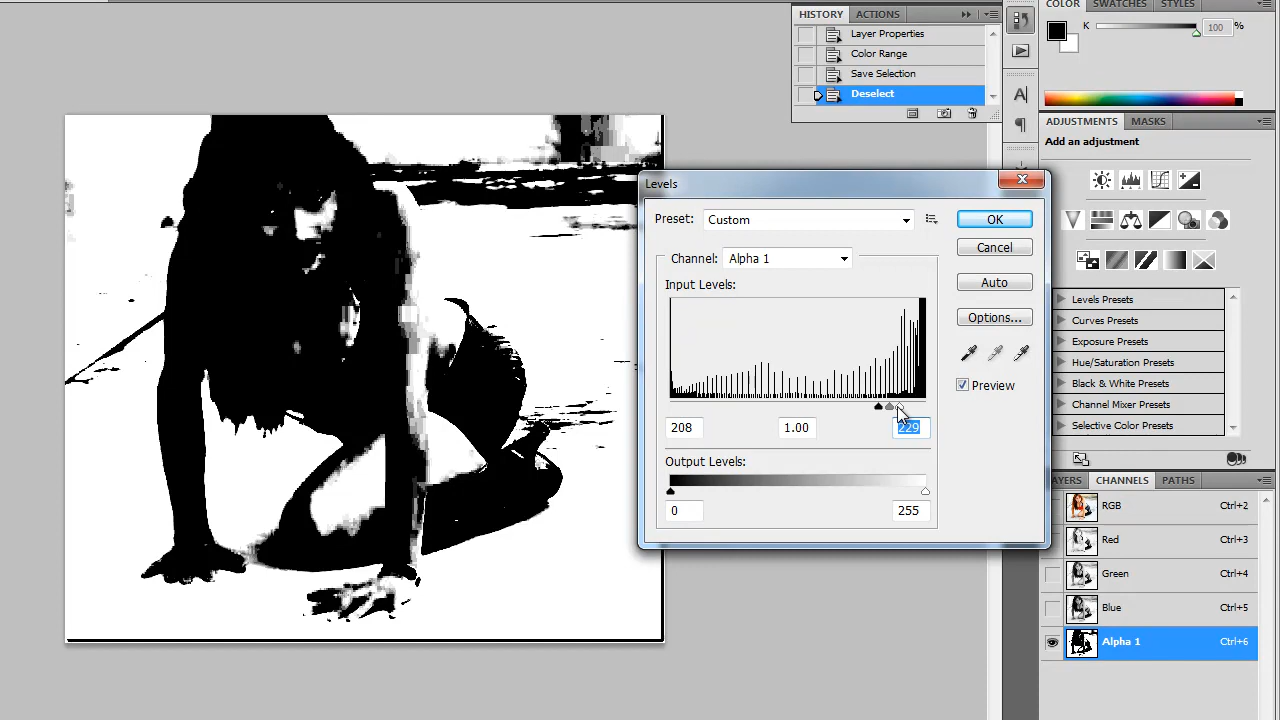 HISTORY ACTIONS
Layer Properties
Color Range
Save Selection
Deselect
COLOR SWATCHES STYLES
K 100 %
ADJUSTMENTS MASKS
Add an adjustment
Levels Presets
Curves Presets
Exposure Presets
Hue/Saturation Presets
Black & White Presets
Channel Mixer Presets
Selective Color Presets
Levels
Preset: Custom
OK
Cancel
Auto
Options...
Preview
Channel: Alpha 1
Input Levels:
208 1.00 229
Output Levels:
0 255
AYERS CHANNELS PATHS
RGB Ctrl+2
Red Ctrl+3
Green Ctrl+4
Blue Ctrl+5
Alpha 1 Ctrl+6